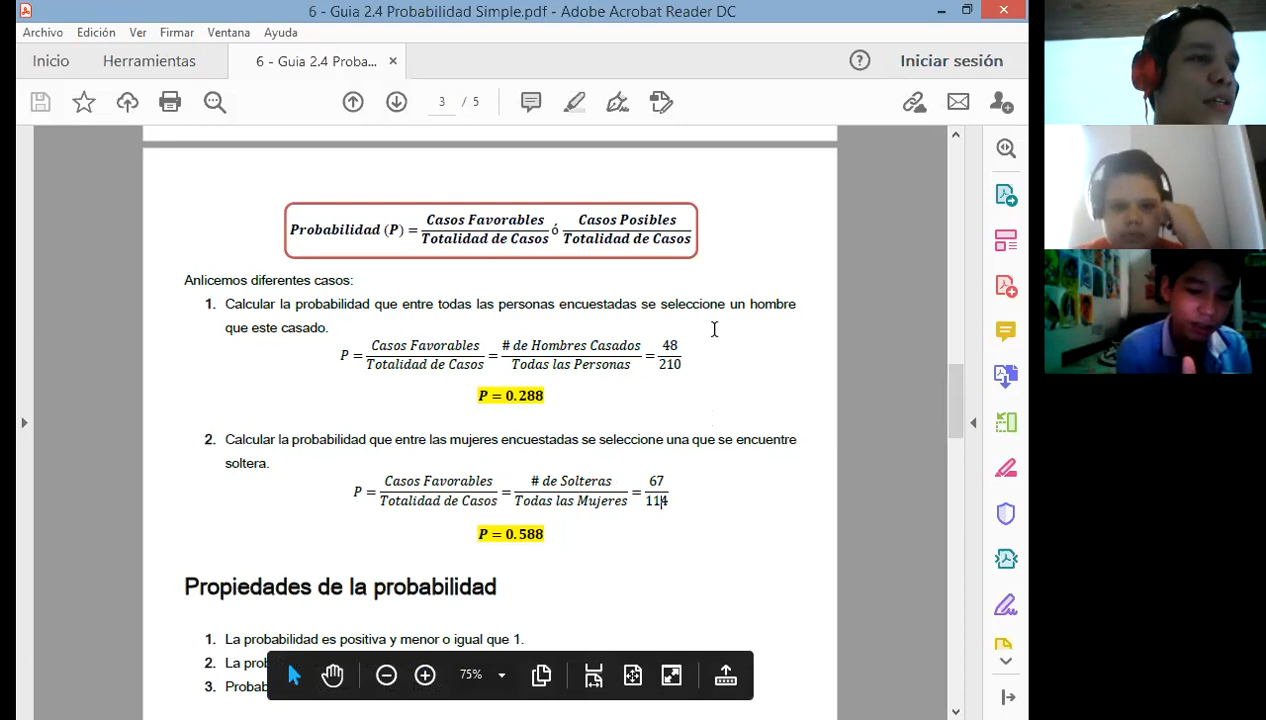 6 - Guia 2.4 Probabilidad Simple.pdf - Adobe Acrobat Reader DC
Archivo Edición Ver Firmar Ventana Ayuda
Inicio Herramientas 6 - Guia 2.4 Proba... × Iniciar sesión
3 / 5
Probabilidad (P) = Casos Favorables / Totalidad de Casos ó Casos Posibles / Totalidad de Casos
Anlicemos diferentes casos:
1. Calcular la probabilidad que entre todas las personas encuestadas se seleccione un hombre
que este casado.
P = Casos Favorables / Totalidad de Casos = # de Hombres Casados / Todas las Personas = 48 / 210
P = 0.288
2. Calcular la probabilidad que entre las mujeres encuestadas se seleccione una que se encuentre
soltera.
P = Casos Favorables / Totalidad de Casos = # de Solteras / Todas las Mujeres = 67 / 114
P = 0.588
Propiedades de la probabilidad
1. La probabilidad es positiva y menor o igual que 1.
2. La prob
3. Probab
75%